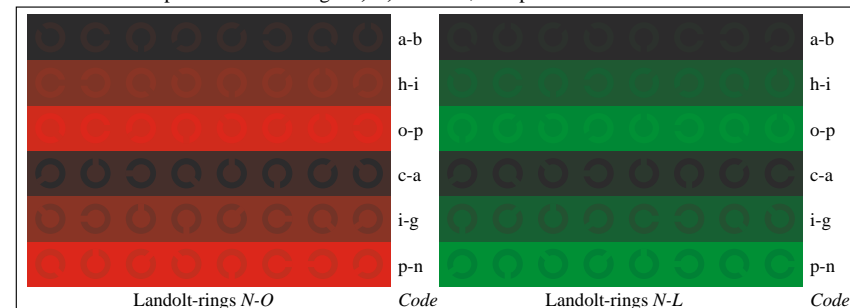 a-b a-b
h-i h-i
o-p o-p
c-a c-a
i-g i-g
p-n p-n
Landolt-rings N-O Code Landolt-rings N-L Code